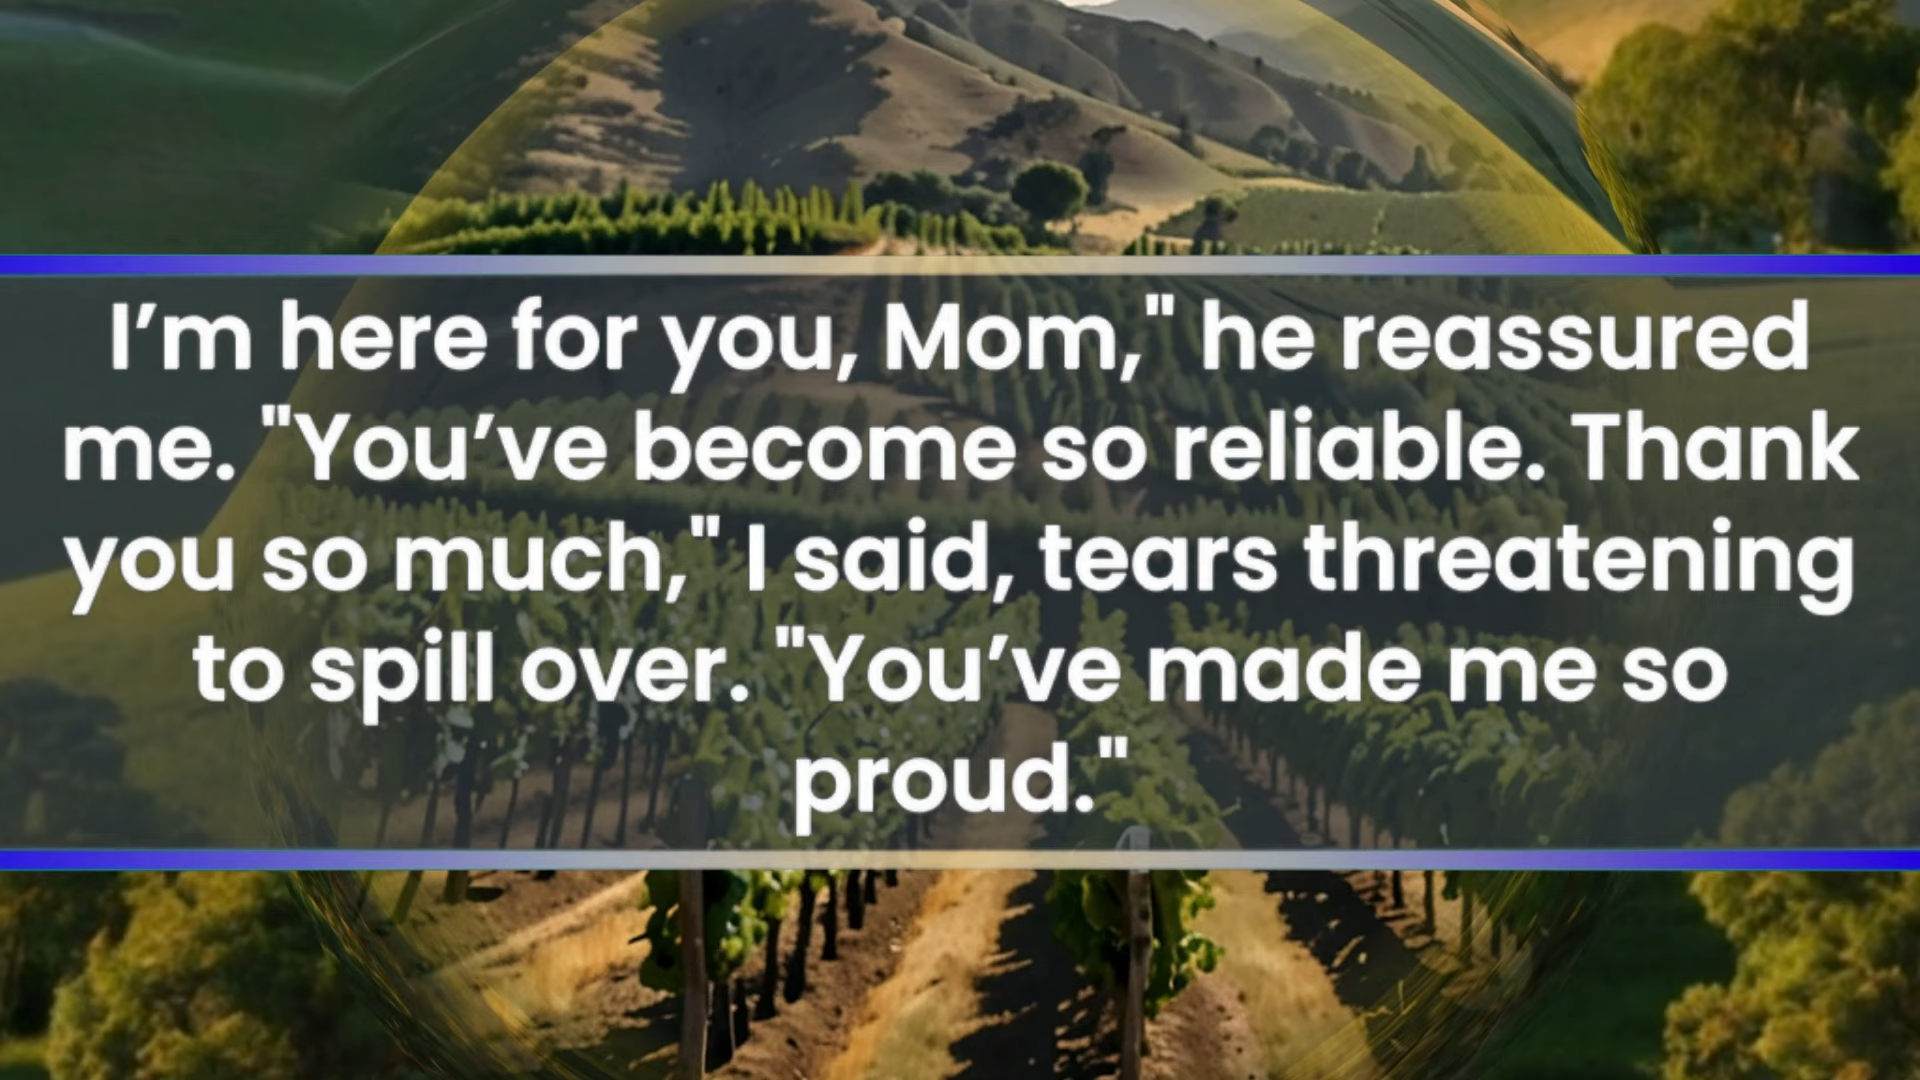 I’m here for you, Mom," he reassured
me. "You’ve become so reliable. Thank
you so much," I said, tears threatening
to spill over. "You’ve made me so
proud."